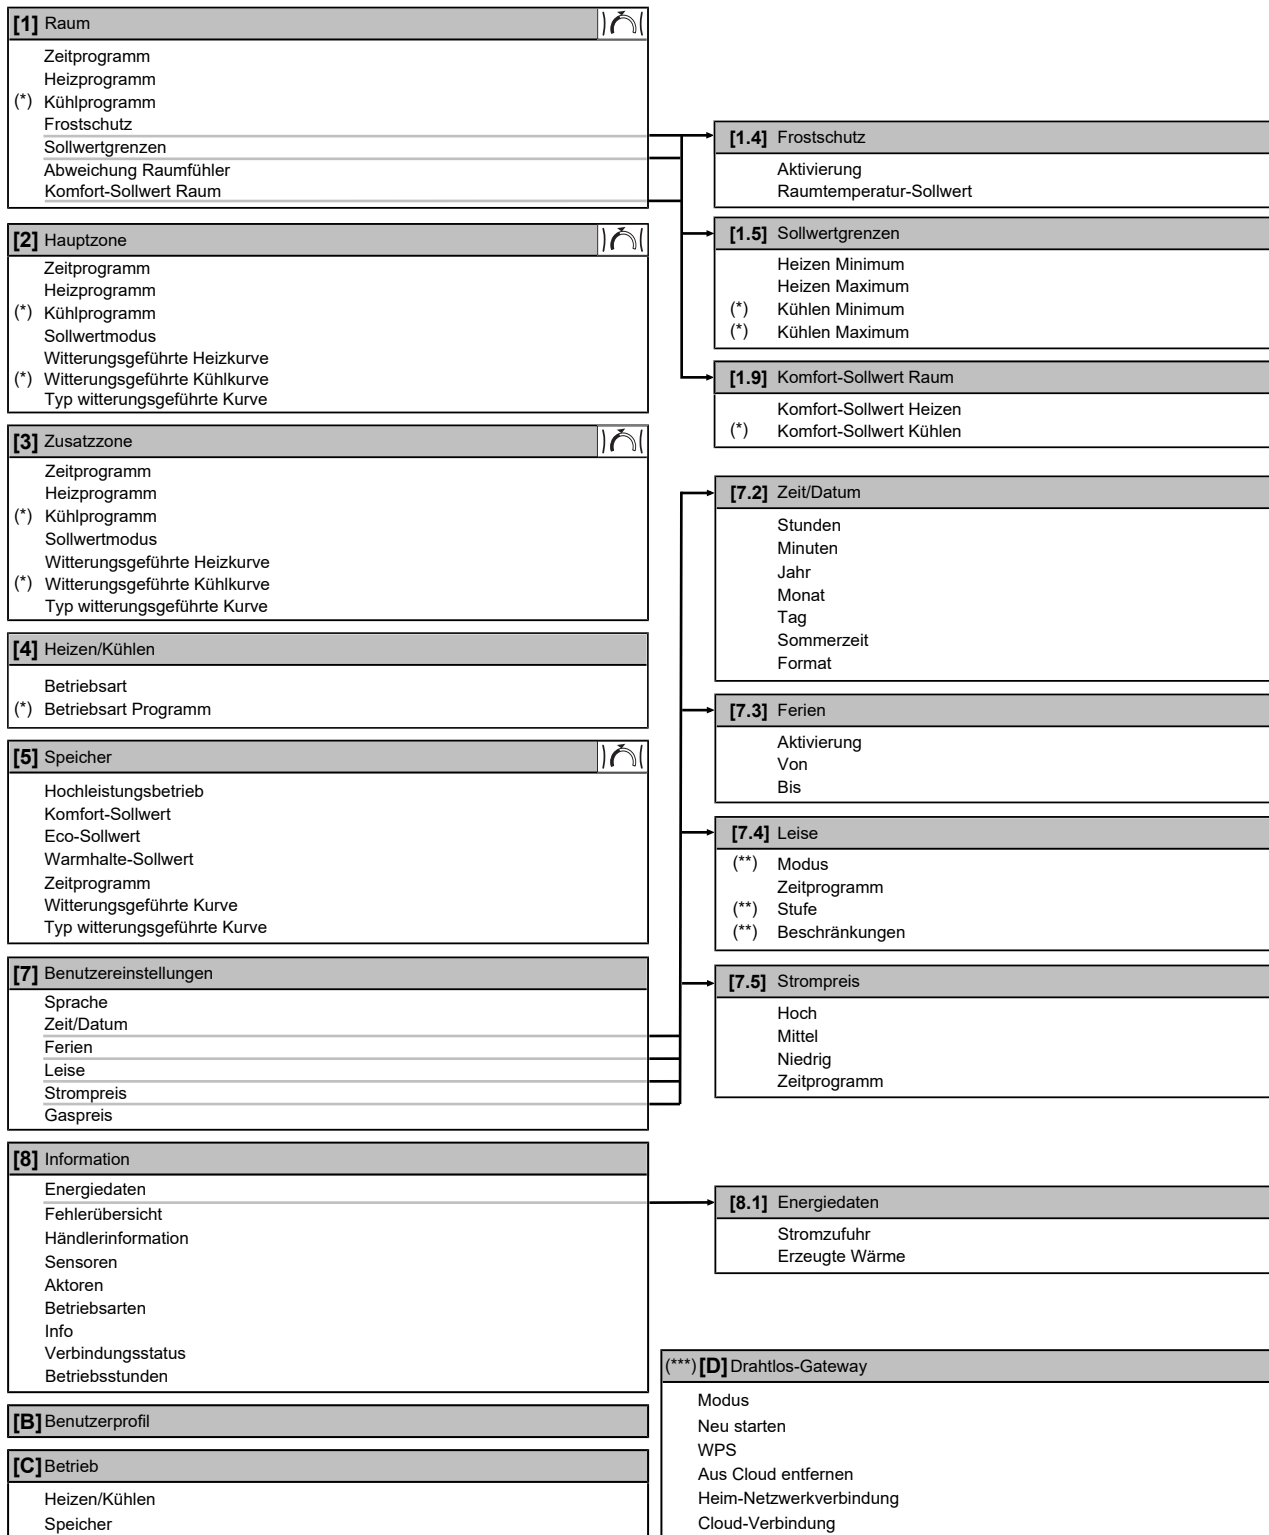 [1] Raum
Zeitprogramm
Heizprogramm
(*) Kühlprogramm
Frostschutz
Sollwertgrenzen
Abweichung Raumfühler
Komfort-Sollwert Raum
[2] Hauptzone
Zeitprogramm
Heizprogramm
(*) Kühlprogramm
Sollwertmodus
Witterungsgeführte Heizkurve
(*) Witterungsgeführte Kühlkurve
Typ witterungsgeführte Kurve
[3] Zusatzzone
Zeitprogramm
Heizprogramm
(*) Kühlprogramm
Sollwertmodus
Witterungsgeführte Heizkurve
(*) Witterungsgeführte Kühlkurve
Typ witterungsgeführte Kurve
[4] Heizen/Kühlen
Betriebsart
(*) Betriebsart Programm
[5] Speicher
Hochleistungsbetrieb
Komfort-Sollwert
Eco-Sollwert
Warmhalte-Sollwert
Zeitprogramm
Witterungsgeführte Kurve
Typ witterungsgeführte Kurve
[7] Benutzereinstellungen
Sprache
Zeit/Datum
Ferien
Leise
Strompreis
Gaspreis
[8] Information
Energiedaten
Fehlerübersicht
Händlerinformation
Sensoren
Aktoren
Betriebsarten
Info
Verbindungsstatus
Betriebsstunden
[B] Benutzerprofil
[C] Betrieb
Heizen/Kühlen
Speicher
[1.4] Frostschutz
Aktivierung
Raumtemperatur-Sollwert
[1.5] Sollwertgrenzen
Heizen Minimum
Heizen Maximum
(*) Kühlen Minimum
(*) Kühlen Maximum
[1.9] Komfort-Sollwert Raum
Komfort-Sollwert Heizen
(*) Komfort-Sollwert Kühlen
[7.2] Zeit/Datum
Stunden
Minuten
Jahr
Monat
Tag
Sommerzeit
Format
[7.3] Ferien
Aktivierung
Von
Bis
[7.4] Leise
(**) Modus
Zeitprogramm
(**) Stufe
(**) Beschränkungen
[7.5] Strompreis
Hoch
Mittel
Niedrig
Zeitprogramm
[8.1] Energiedaten
Stromzufuhr
Erzeugte Wärme
(***) [D] Drahtlos-Gateway
Modus
Neu starten
WPS
Aus Cloud entfernen
Heim-Netzwerkverbindung
Cloud-Verbindung